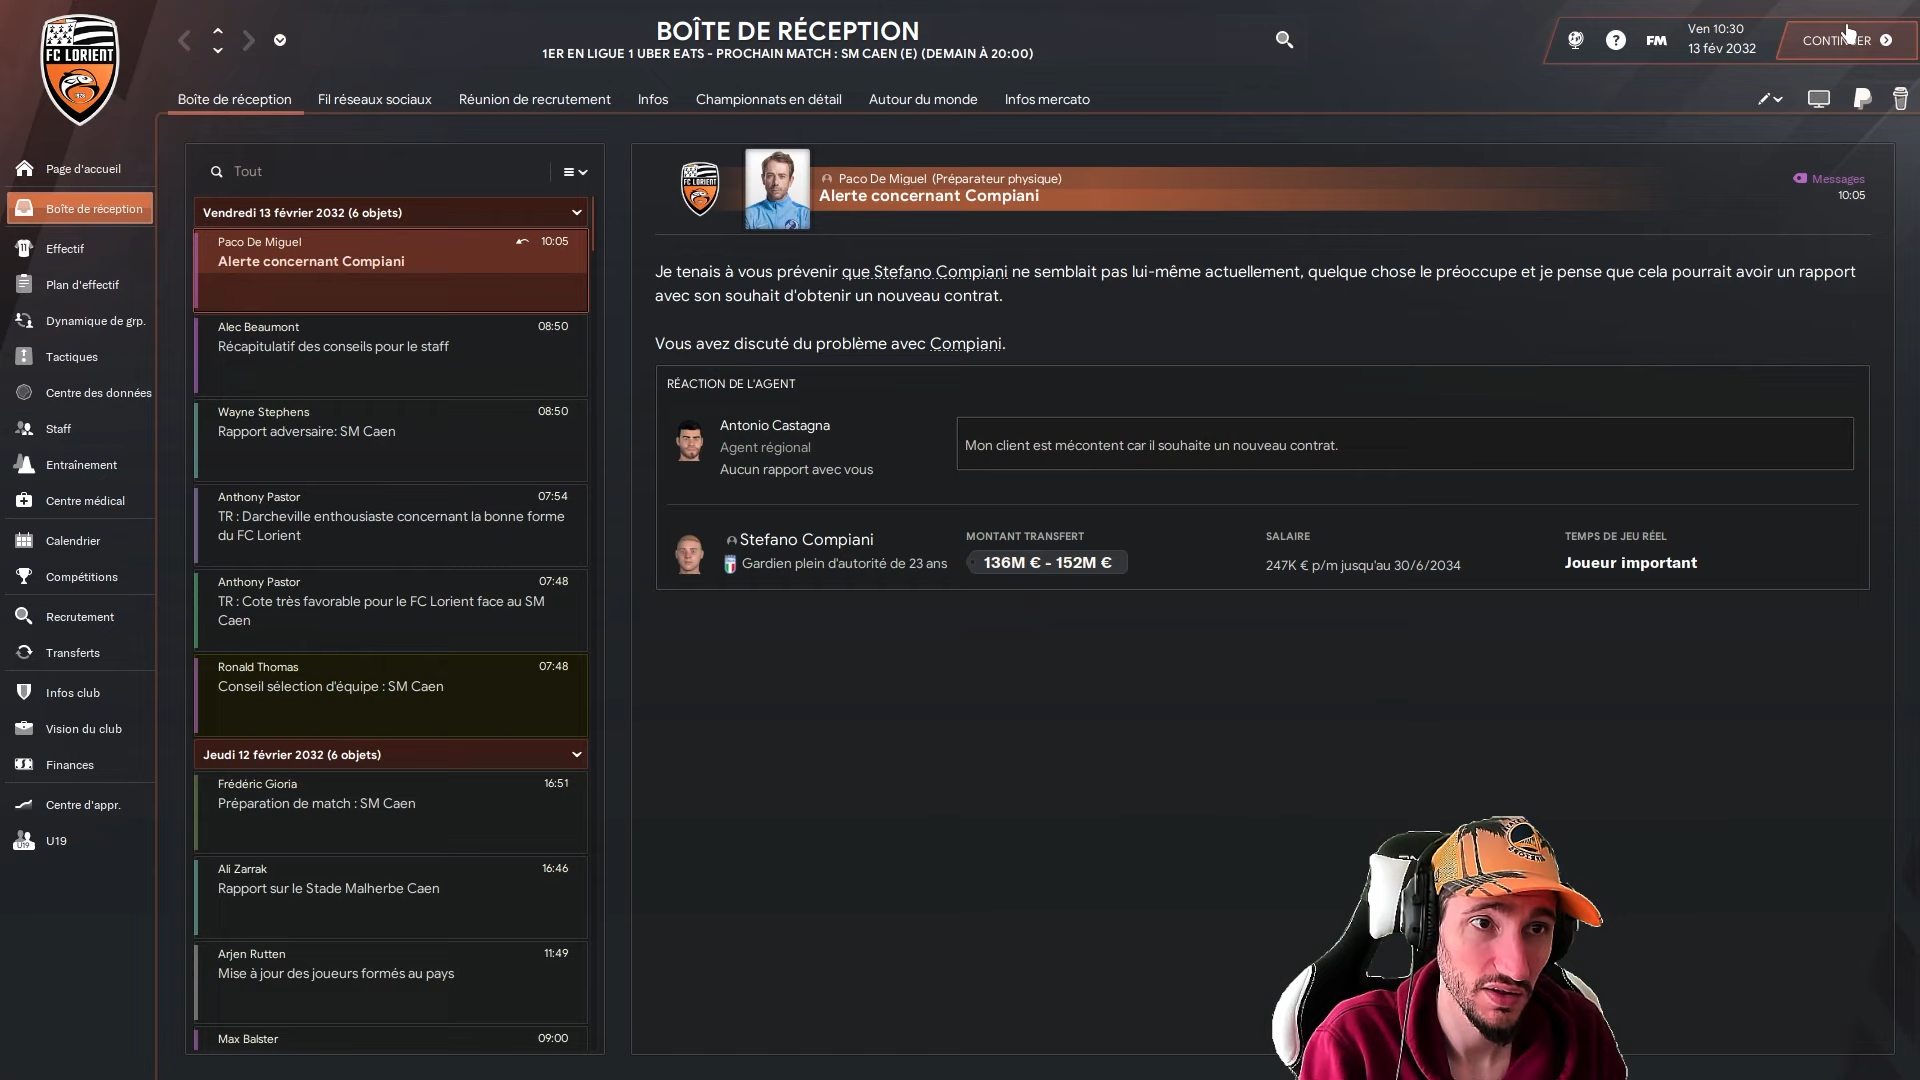 FC LORIENT
BOÎTE DE RÉCEPTION
1ER EN LIGUE 1 UBER EATS - PROCHAIN MATCH : SM CAEN (E) (DEMAIN À 20:00)
FM
Ven 10:30
13 fév 2032
Boîte de réception
Fil réseaux sociaux
Réunion de recrutement
Infos
Championnats en détail
Autour du monde
Infos mercato
Page d'accueil
Boîte de réception
Effectif
Plan d'effectif
Dynamique de grp.
Tactiques
Centre des données
Staff
Entraînement
Centre médical
Calendrier
Compétitions
Recrutement
Transferts
Infos club
Vision du club
Finances
Centre d'appr.
U19
U19
Tout
Vendredi 13 février 2032 (6 objets)
Paco De Miguel 10:05
Alerte concernant Compiani
Alec Beaumont 08:50
Récapitulatif des conseils pour le staff
Wayne Stephens 08:50
Rapport adversaire: SM Caen
Anthony Pastor 07:54
TR : Darcheville enthousiaste concernant la bonne forme
du FC Lorient
Anthony Pastor 07:48
TR : Cote très favorable pour le FC Lorient face au SM
Caen
Ronald Thomas 07:48
Conseil sélection d'équipe : SM Caen
Jeudi 12 février 2032 (6 objets)
Frédéric Gioria 16:51
Préparation de match : SM Caen
Ali Zarrak 16:46
Rapport sur le Stade Malherbe Caen
Arjen Rutten 11:49
Mise à jour des joueurs formés au pays
Max Balster 09:00
FC LORIENT
Paco De Miguel (Préparateur physique)
Alerte concernant Compiani
Messages
10:05
Je tenais à vous prévenir que Stefano Compiani ne semblait pas lui-même actuellement, quelque chose le préoccupe et je pense que cela pourrait avoir un rapport
avec son souhait d'obtenir un nouveau contrat.
Vous avez discuté du problème avec Compiani.
RÉACTION DE L'AGENT
Antonio Castagna
Agent régional
Aucun rapport avec vous
Mon client est mécontent car il souhaite un nouveau contrat.
Stefano Compiani
Gardien plein d'autorité de 23 ans
MONTANT TRANSFERT
136M € - 152M €
SALAIRE
247K € p/m jusqu'au 30/6/2034
TEMPS DE JEU RÉEL
Joueur important